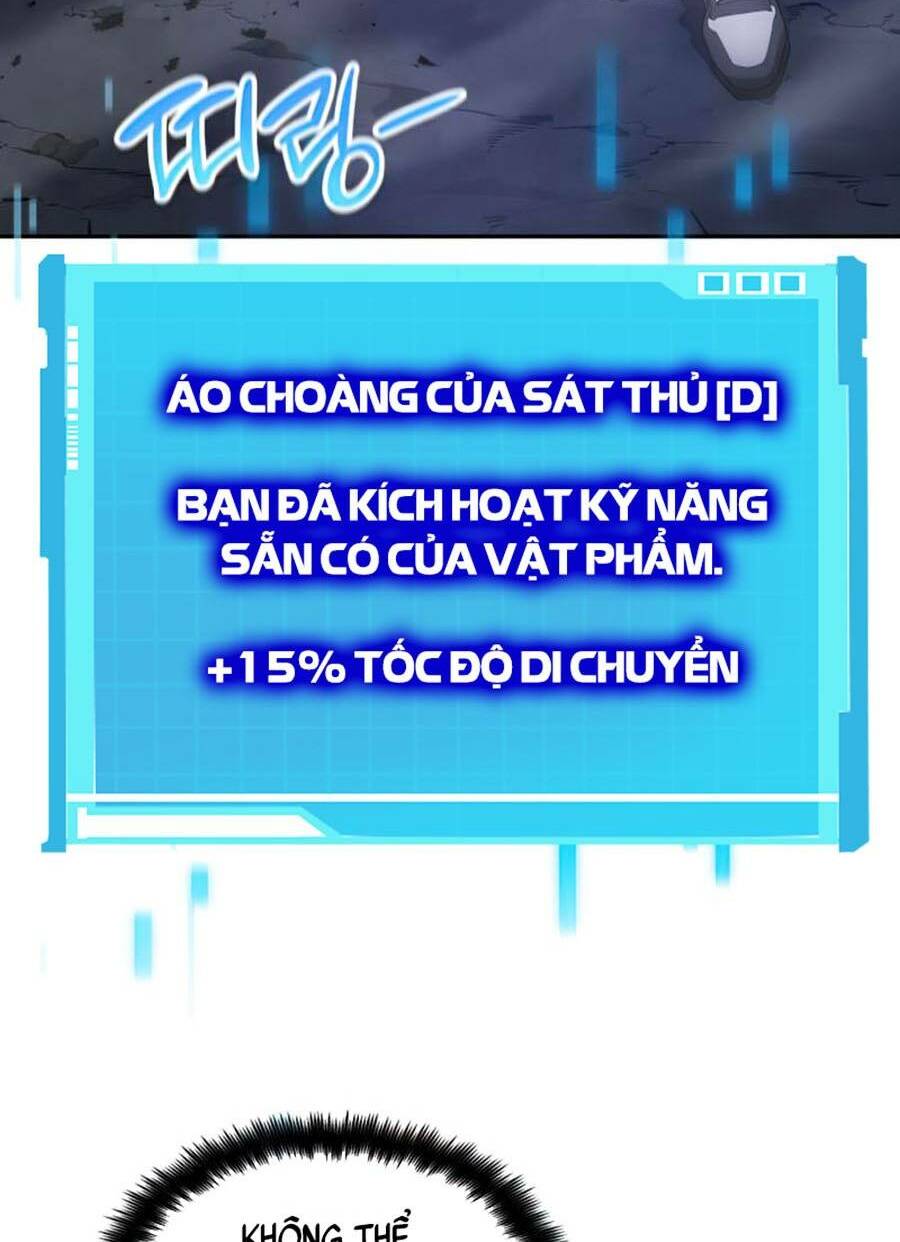 띠링-
ÁO CHOÀNG CỦA SÁT THỦ [D]
BẠN ĐÃ KÍCH HOẠT KỸ NĂNG
SẴN CÓ CỦA VẬT PHẨM.
+15% TỐC ĐỘ DI CHUYỂN
KHÔNG THỂ